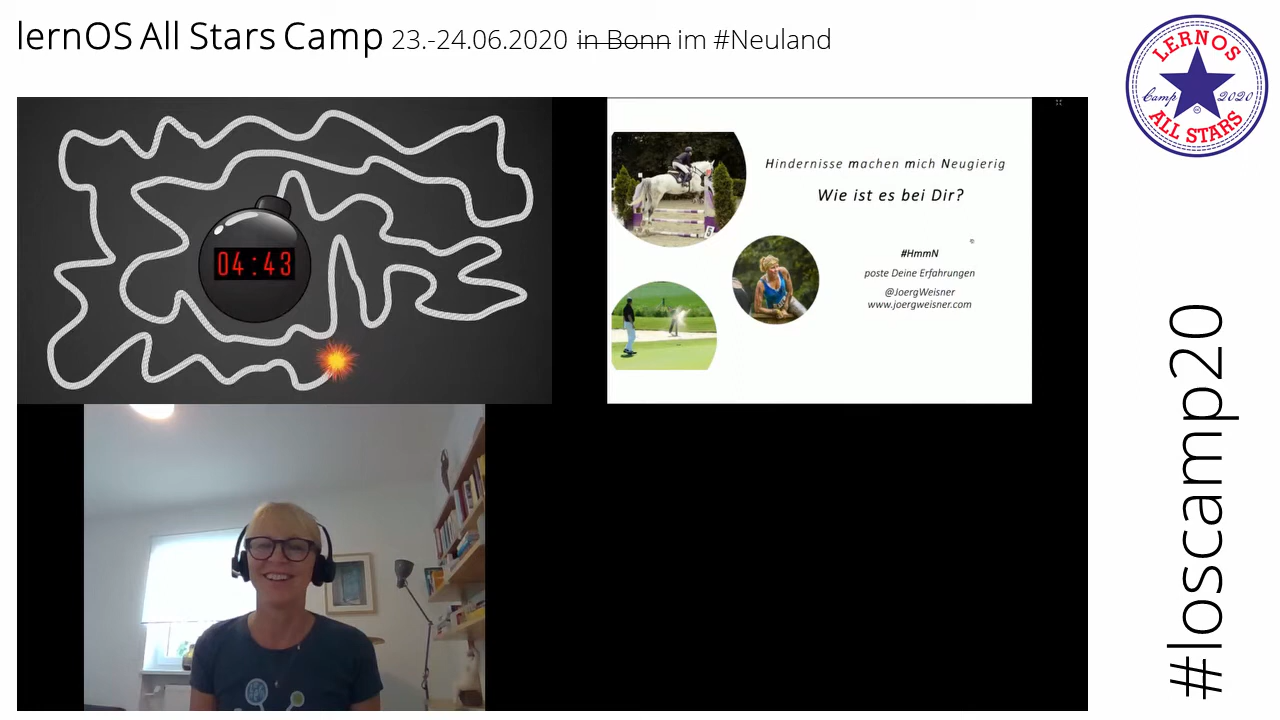 lernOS All Stars Camp 23.-24.06.2020 in Bonn im #Neuland
LERNOS
Camp 2020
ALL STARS
04:43
Hindernisse machen mich Neugierig
Wie ist es bei Dir?
#HmmN
poste Deine Erfahrungen
@JoergWeisner
www.joergweisner.com
5
#loscamp20